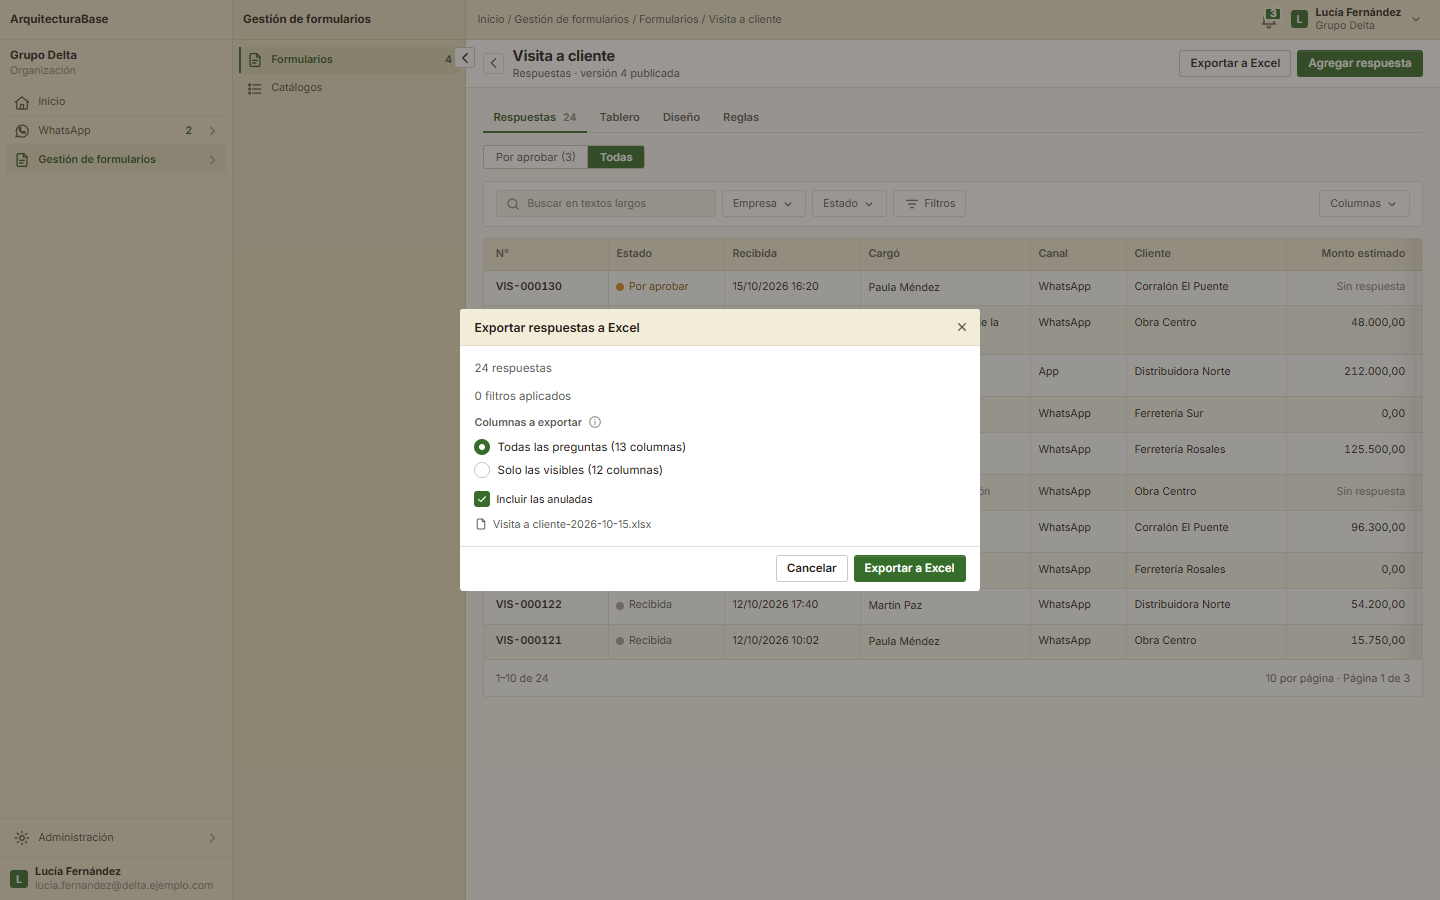 ArquitecturaBase
Grupo Delta
Organización
Inicio
WhatsApp 2
Gestión de formularios
Administración
L Lucía Fernández
lucia.fernandez@delta.ejemplo.com
Gestión de formularios
Formularios 4
Catálogos
Inicio / Gestión de formularios / Formularios / Visita a cliente
3
L Lucía Fernández
Grupo Delta
Visita a cliente
Respuestas · versión 4 publicada
Exportar a Excel Agregar respuesta
Respuestas 24 Tablero Diseño Reglas
Por aprobar (3) Todas
Buscar en textos largos Empresa Estado Filtros Columnas
N° Estado Recibida Cargó Canal Cliente Monto estimado
VIS-000130 Por aprobar 15/10/2026 16:20 Paula Méndez WhatsApp Corralón El Puente Sin respuesta
e la WhatsApp Obra Centro 48.000,00
App Distribuidora Norte 212.000,00
WhatsApp Ferretería Sur 0,00
WhatsApp Ferretería Rosales 125.500,00
ón WhatsApp Obra Centro Sin respuesta
WhatsApp Corralón El Puente 96.300,00
WhatsApp Ferretería Rosales 0,00
VIS-000122 Recibida 12/10/2026 17:40 Martín Paz WhatsApp Distribuidora Norte 54.200,00
VIS-000121 Recibida 12/10/2026 10:02 Paula Méndez WhatsApp Obra Centro 15.750,00
1–10 de 24 10 por página · Página 1 de 3
Exportar respuestas a Excel
24 respuestas
0 filtros aplicados
Columnas a exportar
Todas las preguntas (13 columnas)
Solo las visibles (12 columnas)
Incluir las anuladas
Visita a cliente-2026-10-15.xlsx
Cancelar Exportar a Excel